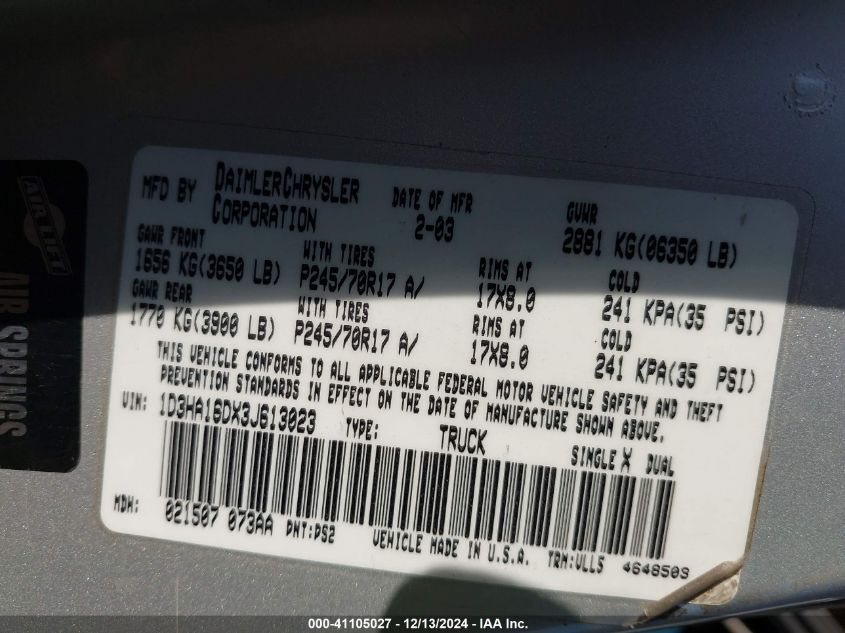 MFD BY DAIMLERCHRYSLER CORPORATION
DATE OF MFR 2-03
GVWR 2881 KG(06350 LB)
GAWR FRONT WITH TIRES RIMS AT COLD
1656 KG(3650 LB) P245/70R17 A/ 17X8.0 241 KPA(35 PSI)
GAWR REAR WITH TIRES RIMS AT COLD
1770 KG(3900 LB) P245/70R17 A/ 17X8.0 241 KPA(35 PSI)
THIS VEHICLE CONFORMS TO ALL APPLICABLE FEDERAL MOTOR VEHICLE SAFETY AND THEFT
PREVENTION STANDARDS IN EFFECT ON THE DATE OF MANUFACTURE SHOWN ABOVE.
VIN: 1D3HA16DX3J613023 TYPE: TRUCK SINGLE X DUAL
MDH: 021507 073AA PNT:DS2 VEHICLE MADE IN U.S.A. TRM:VLL5 4648503
AIR LIFT
AIR SPRINGS
000-41105027 - 12/13/2024 - IAA Inc.